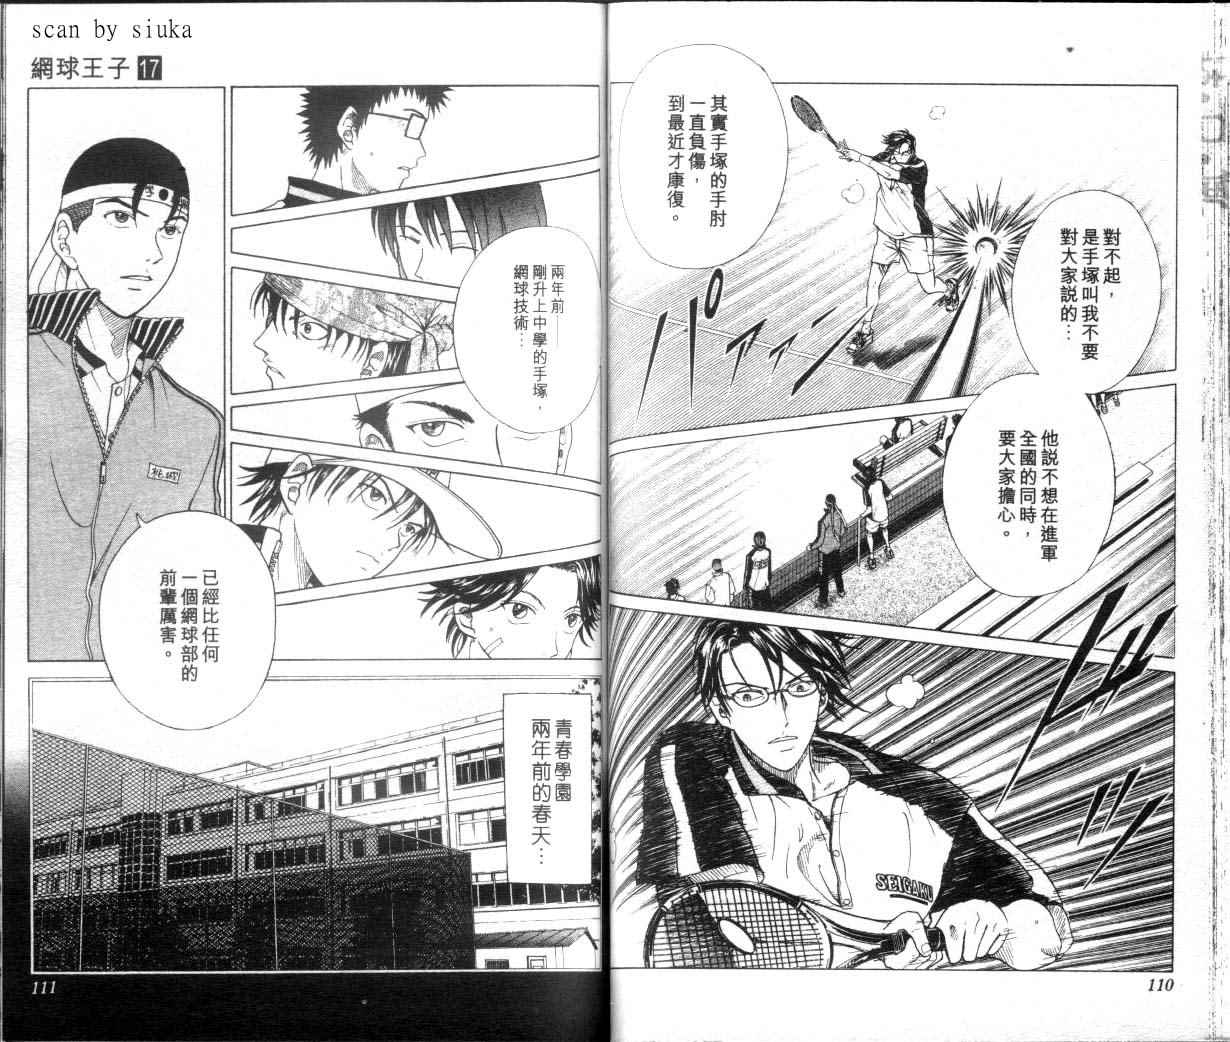 scan by siuka
網球王子 17
對不起，
是手塚叫我不要
對大家說的…
其實手塚的手肘
一直負傷，
到最近才康復。
他說不想在進軍
全國的同時，
要大家擔心。
SEIGAKU
110
兩年前——
剛升上中學的手塚，
網球技術…
桃城
已經比任何
一個網球部的
前輩厲害。
青春學園
兩年前的春天…
111